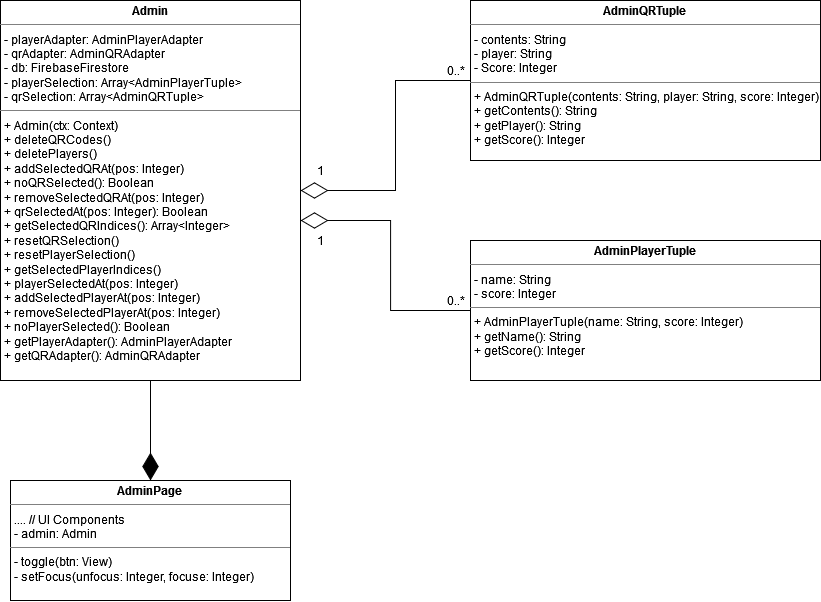 Admin
- playerAdapter: AdminPlayerAdapter
- qrAdapter: AdminQRAdapter
- db: FirebaseFirestore
- playerSelection: Array<AdminPlayerTuple>
- qrSelection: Array<AdminQRTuple>
+ Admin(ctx: Context)
+ deleteQRCodes()
+ deletePlayers()
+ addSelectedQRAt(pos: Integer)
+ noQRSelected(): Boolean
+ removeSelectedQRAt(pos: Integer)
+ qrSelectedAt(pos: Integer): Boolean
+ getSelectedQRIndices(): Array<Integer>
+ resetQRSelection()
+ resetPlayerSelection()
+ getSelectedPlayerIndices()
+ playerSelectedAt(pos: Integer)
+ addSelectedPlayerAt(pos: Integer)
+ removeSelectedPlayerAt(pos: Integer)
+ noPlayerSelected(): Boolean
+ getPlayerAdapter(): AdminPlayerAdapter
+ getQRAdapter(): AdminQRAdapter
1
1
0..*
0..*
AdminQRTuple
- contents: String
- player: String
- Score: Integer
+ AdminQRTuple(contents: String, player: String, score: Integer)
+ getContents(): String
+ getPlayer(): String
+ getScore(): Integer
AdminPlayerTuple
- name: String
- score: Integer
+ AdminPlayerTuple(name: String, score: Integer)
+ getName(): String
+ getScore(): Integer
AdminPage
.... // UI Components
- admin: Admin
- toggle(btn: View)
- setFocus(unfocus: Integer, focuse: Integer)